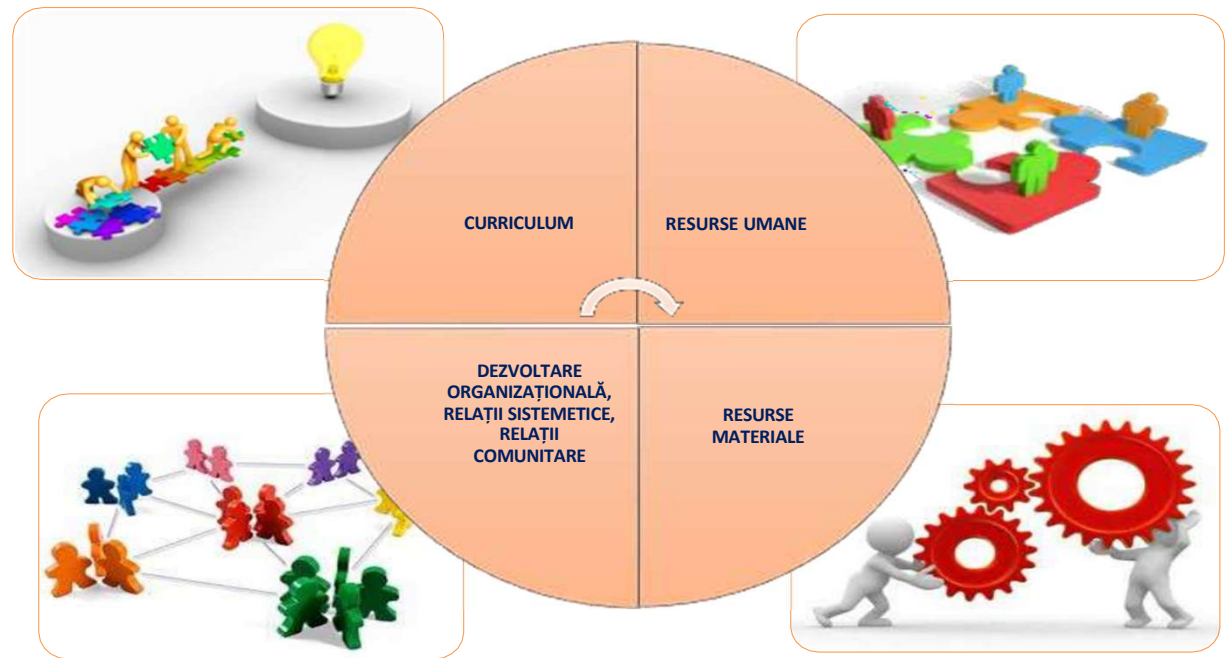 CURRICULUM
RESURSE UMANE
DEZVOLTARE
ORGANIZAȚIONALĂ,
RELAȚII SISTEMETICE,
RELAȚII
COMUNITARE
RESURSE
MATERIALE